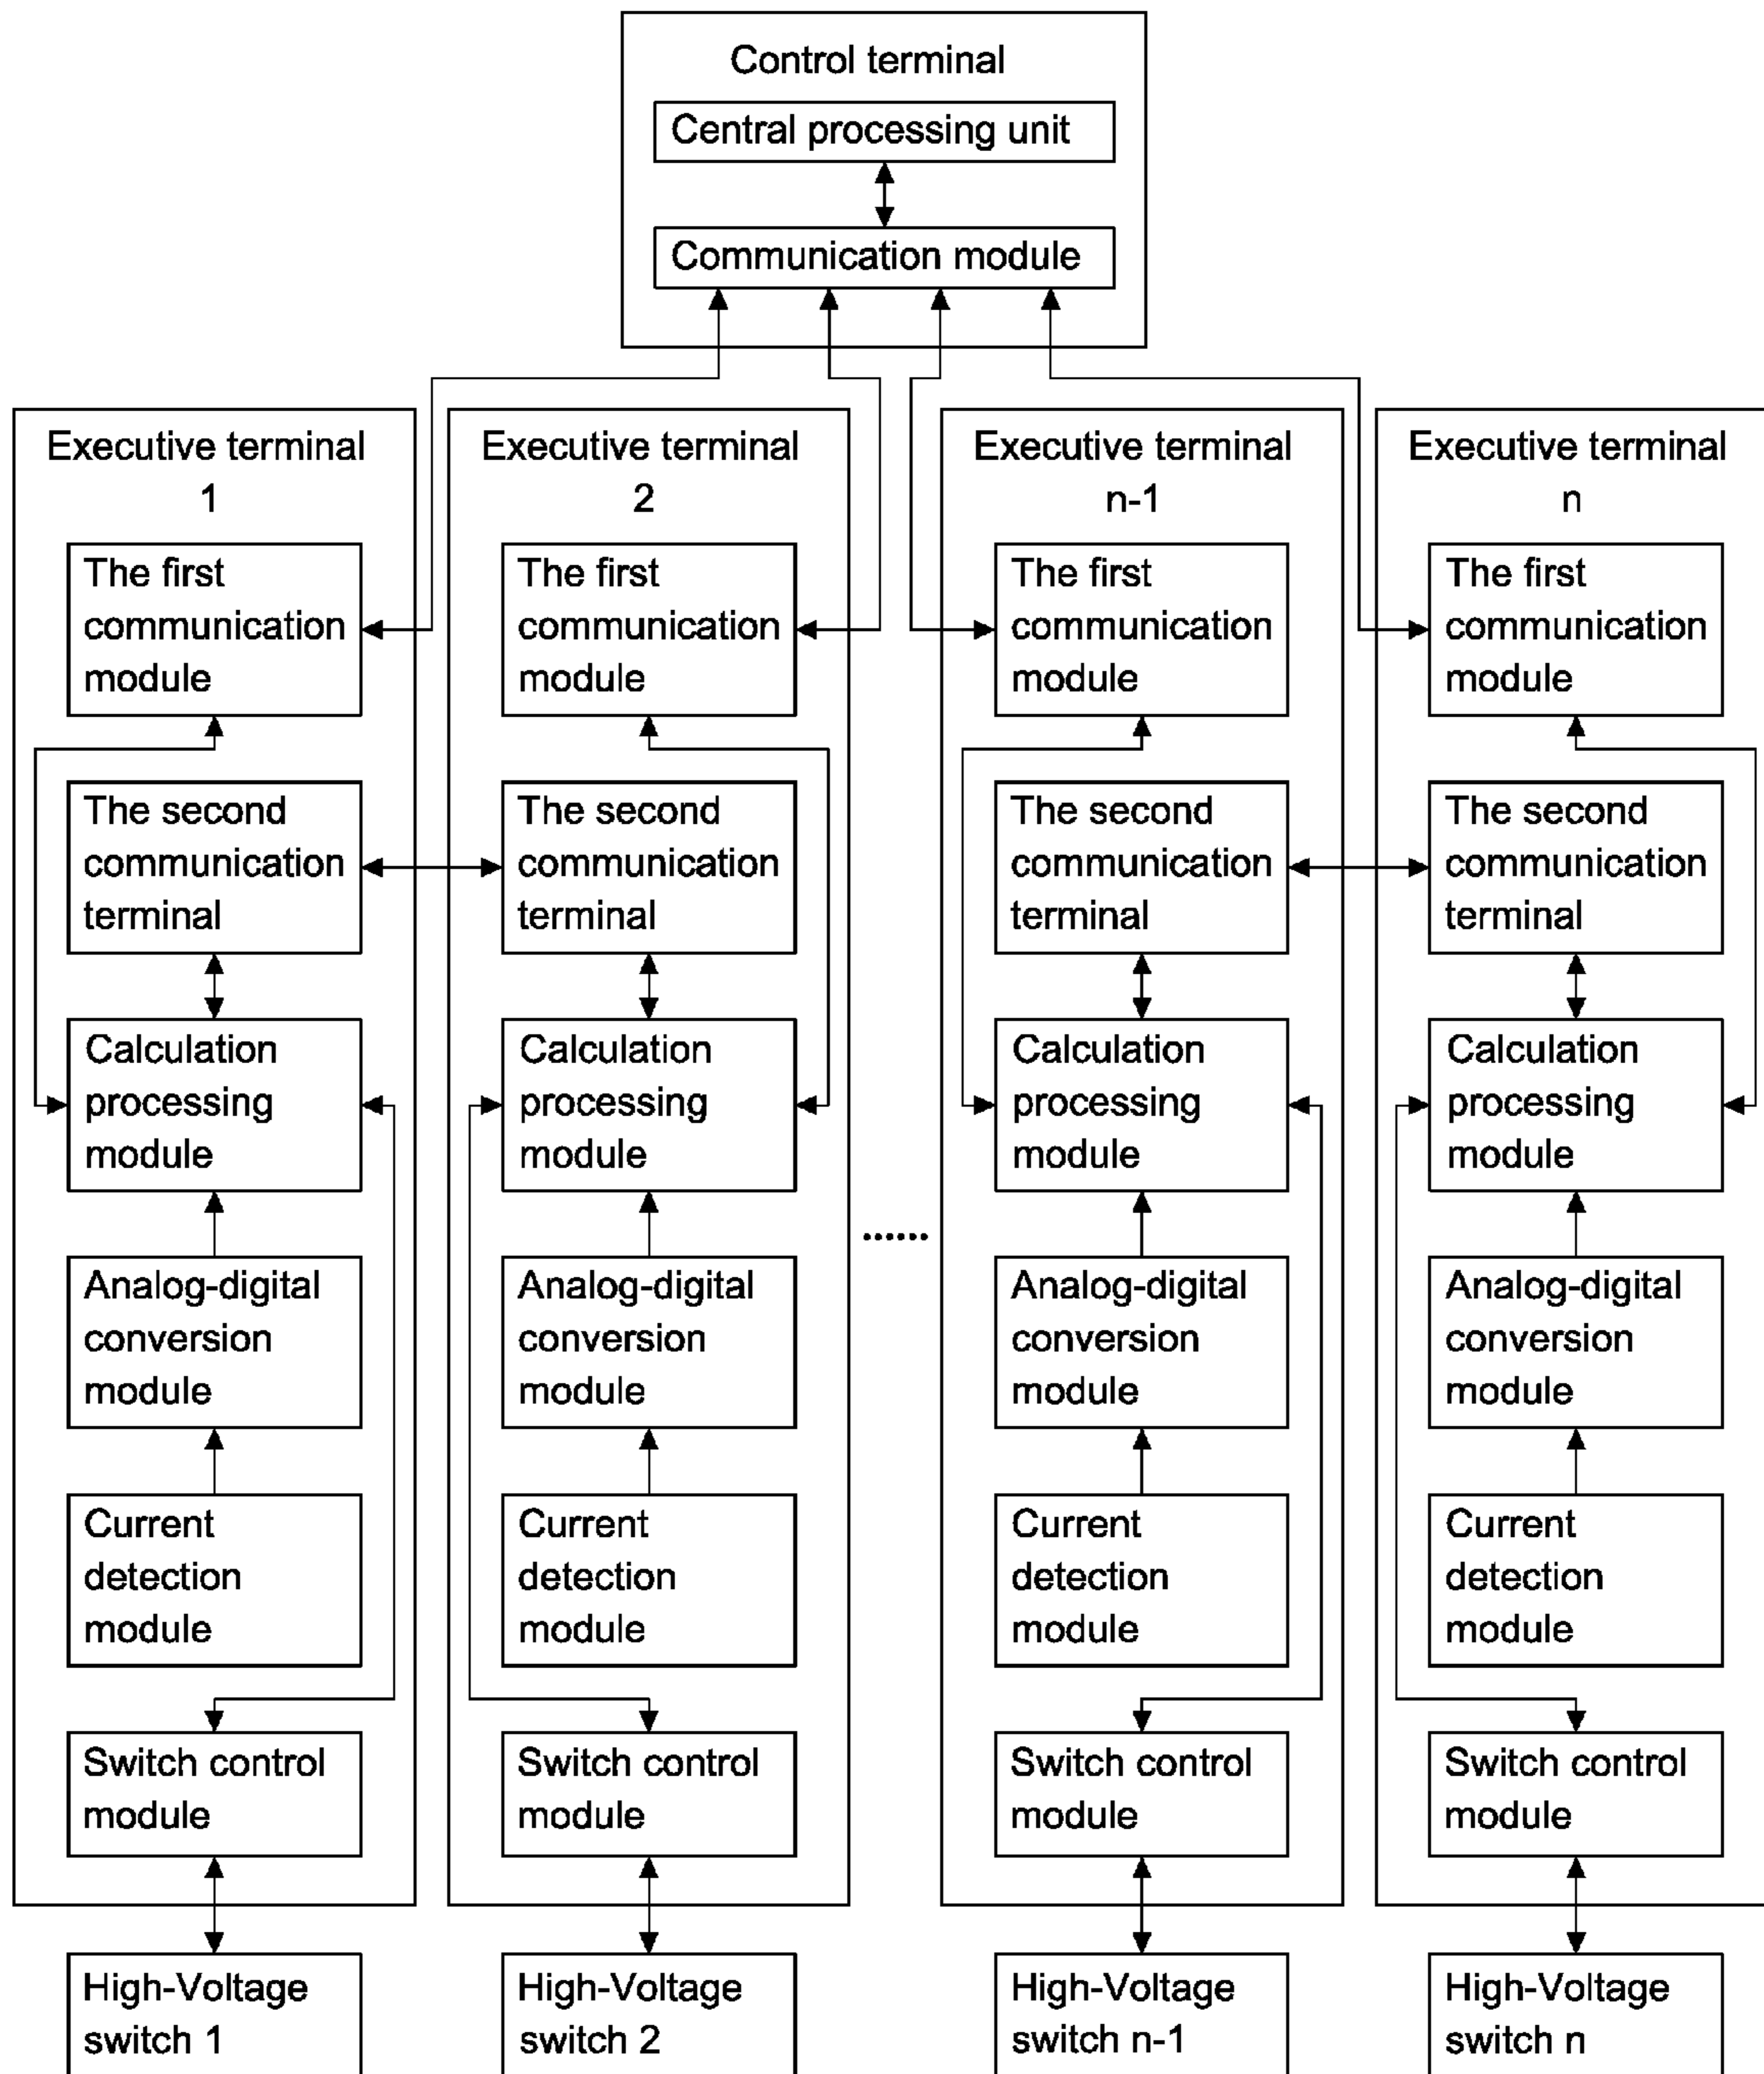 Control terminal
Central processing unit
Communication module
Executive terminal
1
The first
communication
module
The second
communication
terminal
Calculation
processing
module
Analog-digital
conversion
module
Current
detection
module
Switch control
module
High-Voltage
switch 1
Executive terminal
2
The first
communication
module
The second
communication
terminal
Calculation
processing
module
Analog-digital
conversion
module
Current
detection
module
Switch control
module
High-Voltage
switch 2
......
Executive terminal
n-1
The first
communication
module
The second
communication
terminal
Calculation
processing
module
Analog-digital
conversion
module
Current
detection
module
Switch control
module
High-Voltage
switch n-1
Executive terminal
n
The first
communication
module
The second
communication
terminal
Calculation
processing
module
Analog-digital
conversion
module
Current
detection
module
Switch control
module
High-Voltage
switch n